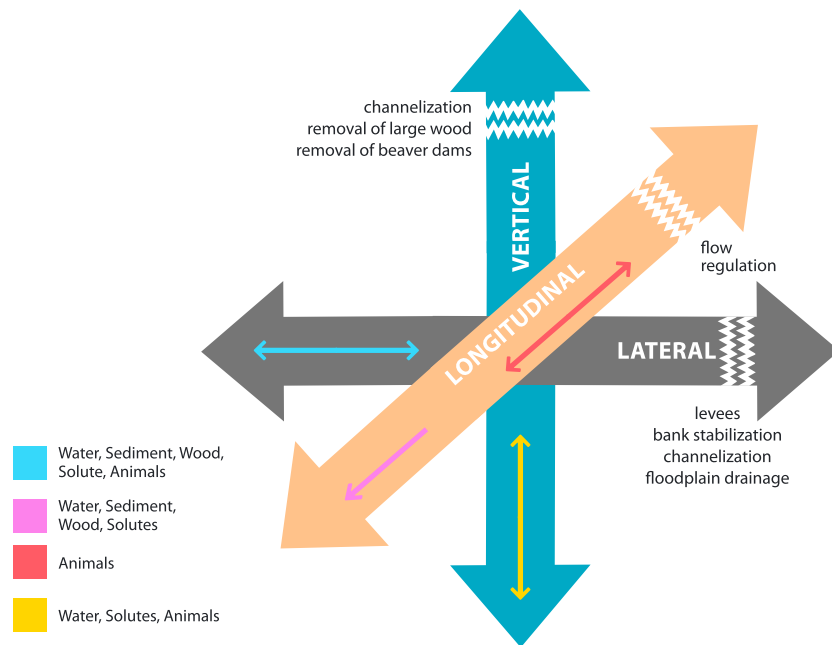 channelization
removal of large wood
removal of beaver dams
VERTICAL
flow
regulation
LONGITUDINAL
LATERAL
levees
bank stabilization
channelization
floodplain drainage
Water, Sediment, Wood,
Solute, Animals
Water, Sediment,
Wood, Solutes
Animals
Water, Solutes, Animals